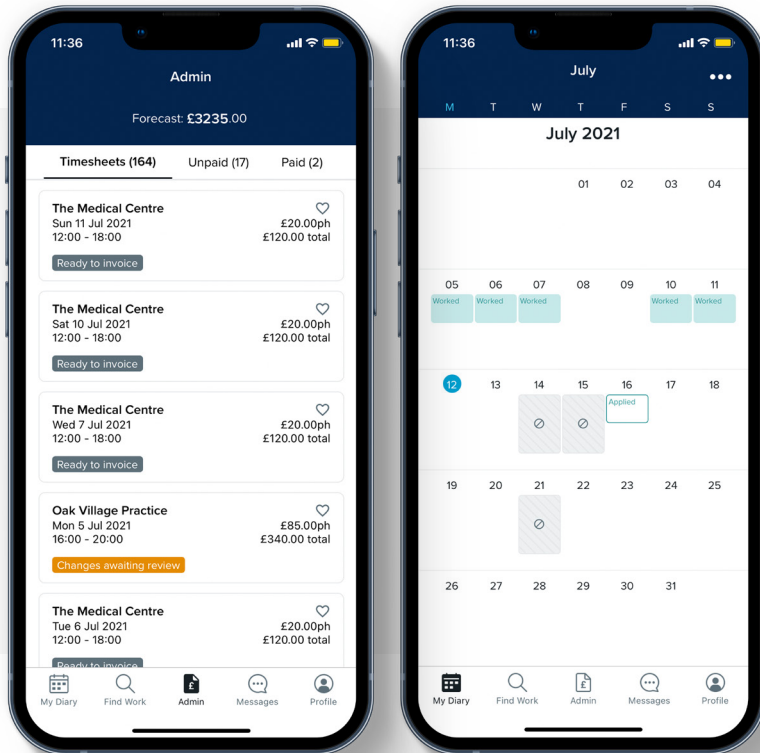 11:36
Admin
Forecast: £3235.00
Timesheets (164) Unpaid (17) Paid (2)
The Medical Centre
Sun 11 Jul 2021 £20.00ph
12:00 - 18:00 £120.00 total
Ready to invoice
The Medical Centre
Sat 10 Jul 2021 £20.00ph
12:00 - 18:00 £120.00 total
Ready to invoice
The Medical Centre
Wed 7 Jul 2021 £20.00ph
12:00 - 18:00 £120.00 total
Ready to invoice
Oak Village Practice
Mon 5 Jul 2021 £85.00ph
16:00 - 20:00 £340.00 total
Changes awaiting review
The Medical Centre
Tue 6 Jul 2021 £20.00ph
12:00 - 18:00 £120.00 total
Ready to invoice
£
My Diary Find Work Admin Messages Profile
11:36
July
M T W T F S S
July 2021
01 02 03 04
05 06 07 08 09 10 11
Worked Worked Worked Worked Worked
12 13 14 15 16 17 18
Applied
19 20 21 22 23 24 25
26 27 28 29 30 31
£
My Diary Find Work Admin Messages Profile